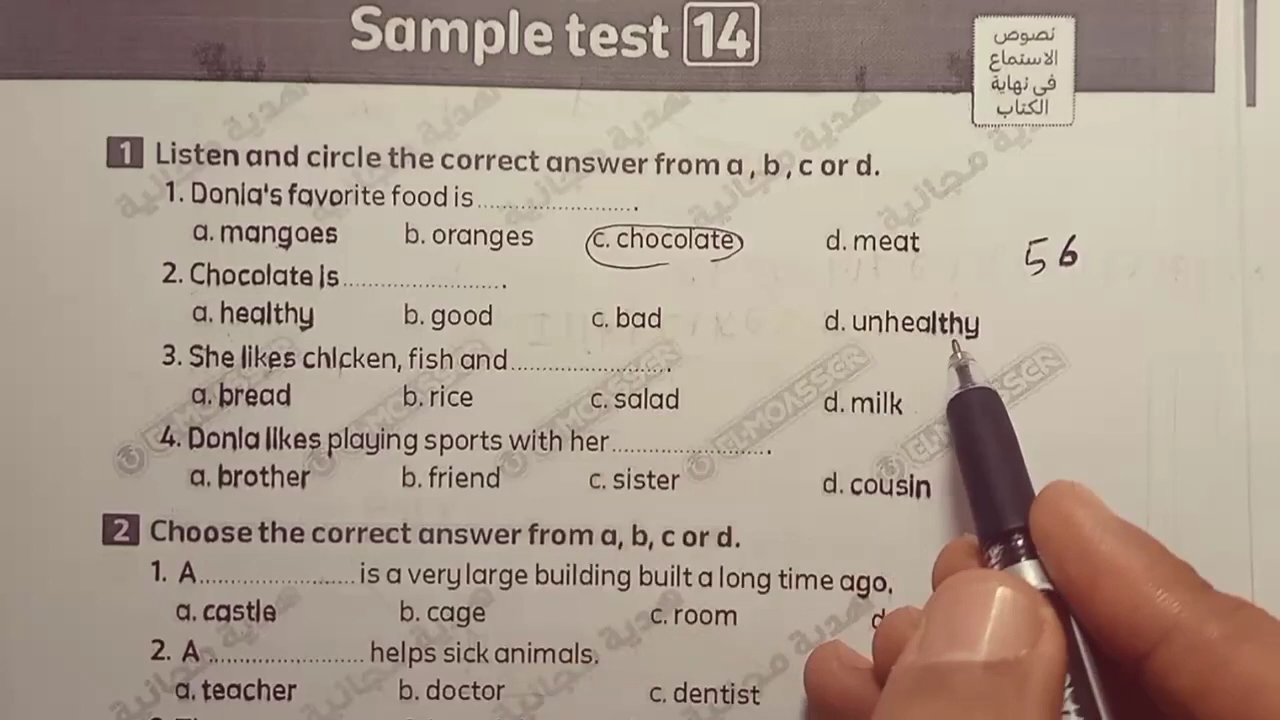 Sample test 14
نصوص
الاستماع
فى نهاية
الكتاب
1 Listen and circle the correct answer from a, b, c or d.
1. Donia's favorite food is ........................
a. mangoes b. oranges c. chocolate d. meat
56
2. Chocolate is ........................
a. healthy b. good c. bad d. unhealthy
3. She likes chicken, fish and ........................
a. bread b. rice c. salad d. milk
4. Donia likes playing sports with her ........................
a. brother b. friend c. sister d. cousin
2 Choose the correct answer from a, b, c or d.
1. A ........................ is a very large building built a long time ago.
a. castle b. cage c. room d
2. A ........................ helps sick animals.
a. teacher b. doctor c. dentist
هدية مجانية
ELMOASSER